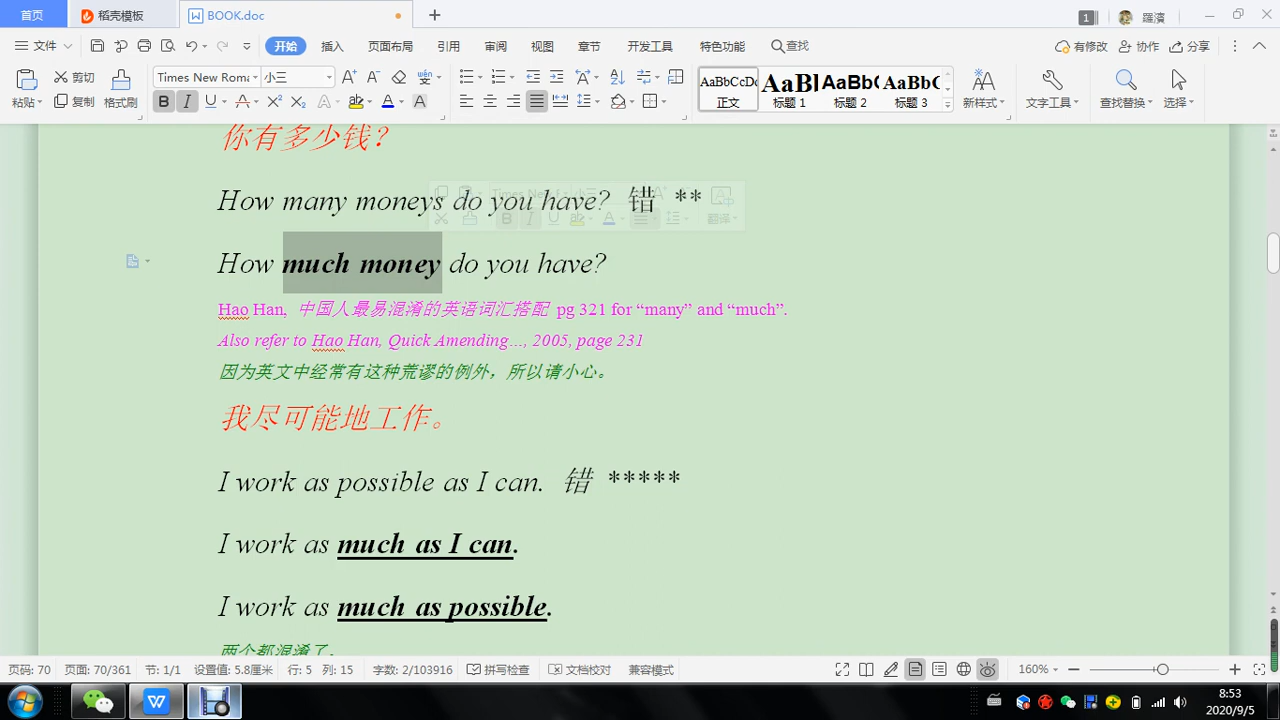 首页 稻壳模板 BOOK.doc 1 羅濱
文件 开始 插入 页面布局 引用 审阅 视图 章节 开发工具 特色功能 查找 有修改 协作 分享
粘贴 剪切 复制 格式刷 Times New Roma 小三
AaBbCcDd 正文 AaBl 标题 1 AaBb( 标题 2 AaBbC 标题 3 新样式 文字工具 查找替换 选择
你有多少钱？
How many moneys do you have? 错 **
How much money do you have?
Hao Han, 中国人最易混淆的英语词汇搭配 pg 321 for “many” and “much”.
Also refer to Hao Han, Quick Amending…, 2005, page 231
因为英文中经常有这种荒谬的例外，所以请小心。
我尽可能地工作。
I work as possible as I can. 错 *****
I work as much as I can.
I work as much as possible.
两个都混淆了。
页码: 70 页面: 70/361 节: 1/1 设置值: 5.8厘米 行: 5 列: 15 字数: 2/103916 拼写检查 文档校对 兼容模式 160%
8:53
2020/9/5